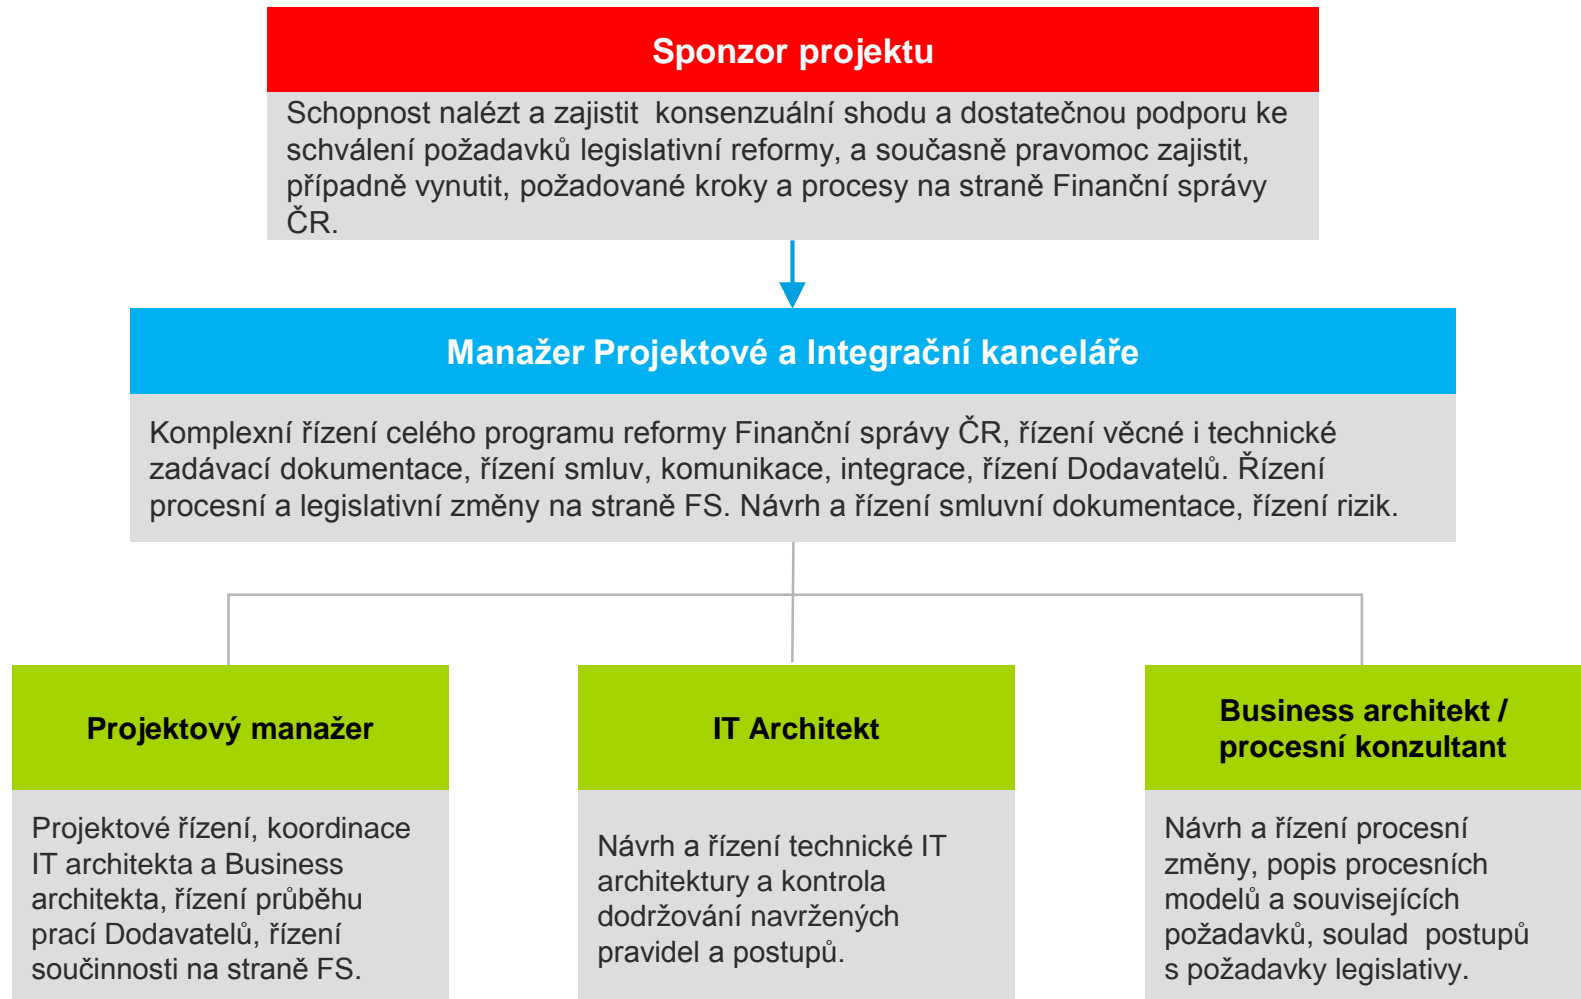 Sponzor projektu
Schopnost nalézt a zajistit  konsenzuální shodu a dostatečnou podporu ke
schválení požadavků legislativní reformy, a současně pravomoc zajistit,
případně vynutit, požadované kroky a procesy na straně Finanční správy
ČR.
Manažer Projektové a Integrační kanceláře
Komplexní řízení celého programu reformy Finanční správy ČR, řízení věcné i technické
zadávací dokumentace, řízení smluv, komunikace, integrace, řízení Dodavatelů. Řízení
procesní a legislativní změny na straně FS. Návrh a řízení smluvní dokumentace, řízení rizik.
Projektový manažer
Projektové řízení, koordinace
IT architekta a Business
architekta, řízení průběhu
prací Dodavatelů, řízení
součinnosti na straně FS.
IT Architekt
Návrh a řízení technické IT
architektury a kontrola
dodržování navržených
pravidel a postupů.
Business architekt /
procesní konzultant
Návrh a řízení procesní
změny, popis procesních
modelů a souvisejících
požadavků, soulad  postupů
s požadavky legislativy.